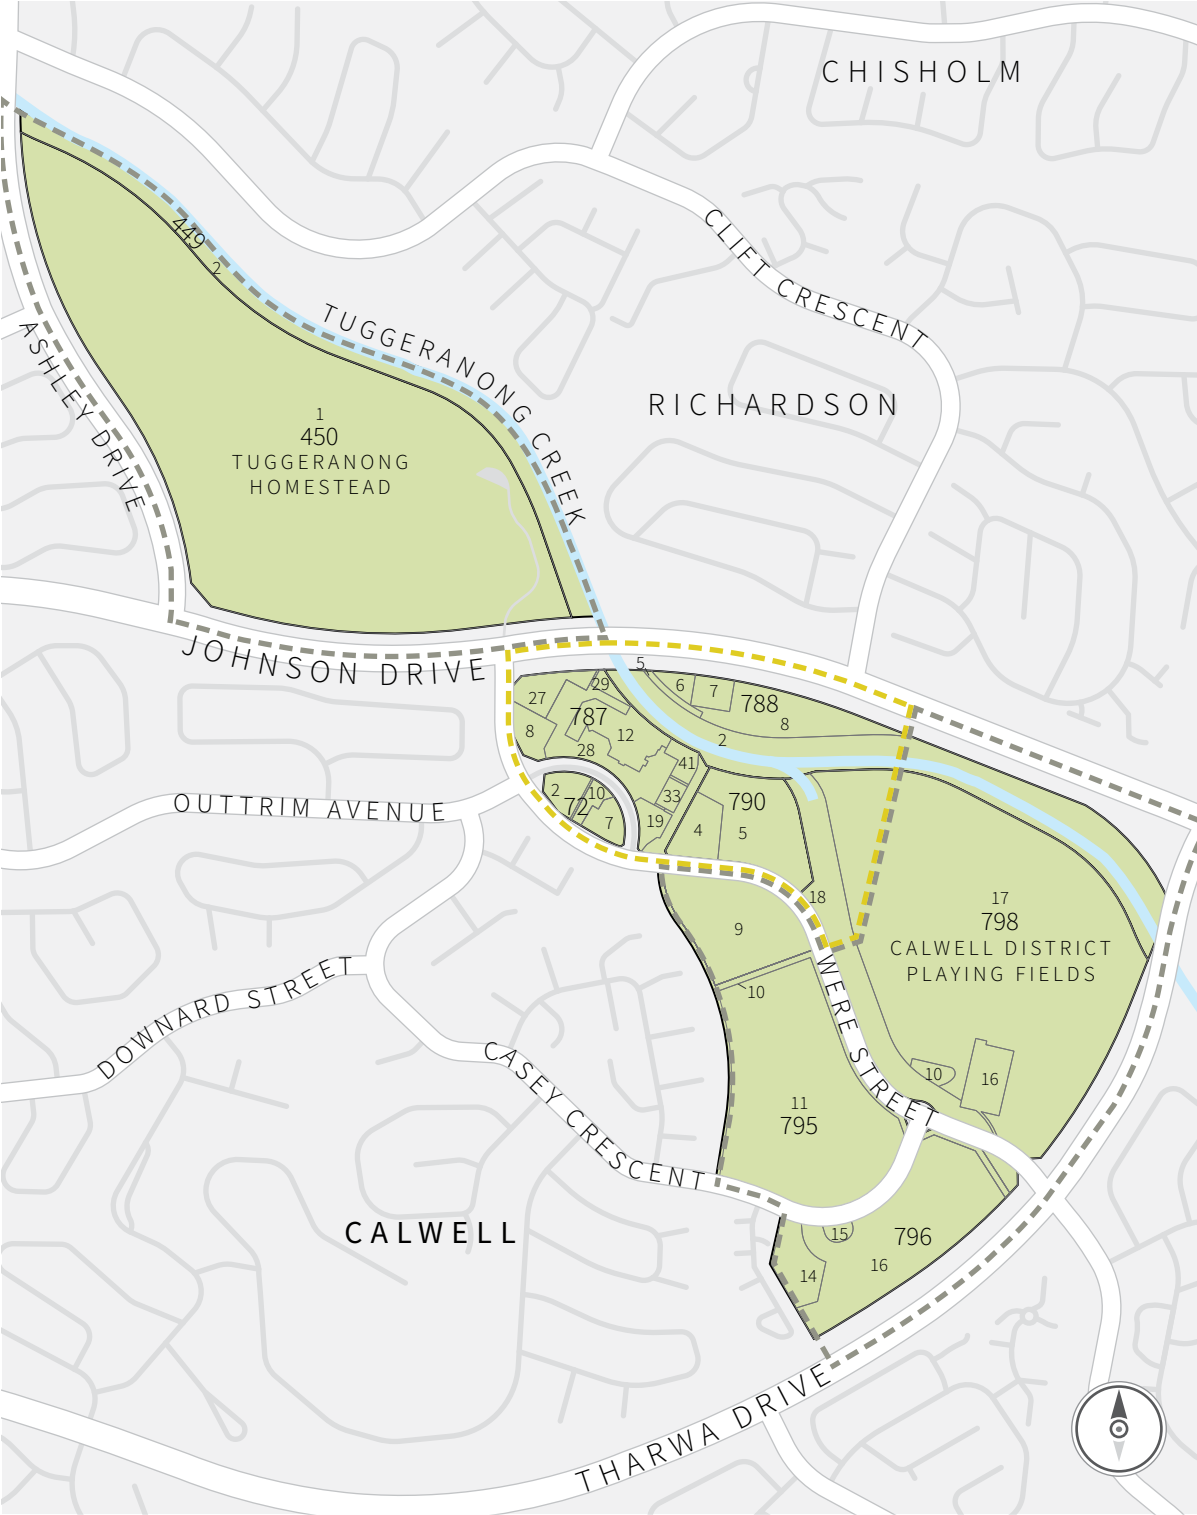 CHISHOLM
CLIFT CRESCENT
449
2
TUGGERANONG CREEK
ASHLEY DRIVE
RICHARDSON
1
450
TUGGERANONG
HOMESTEAD
JOHNSON DRIVE
5
6
7
788
8
2
27
29
787
8
12
28
41
2
10
72
7
33
19
790
4
5
OUTTRIM AVENUE
18
9
17
798
CALWELL DISTRICT
PLAYING FIELDS
10
DOWNARD STREET
WERE STREET
CASEY CRESCENT
10
16
11
795
CALWELL
15
796
14
16
THARWA DRIVE